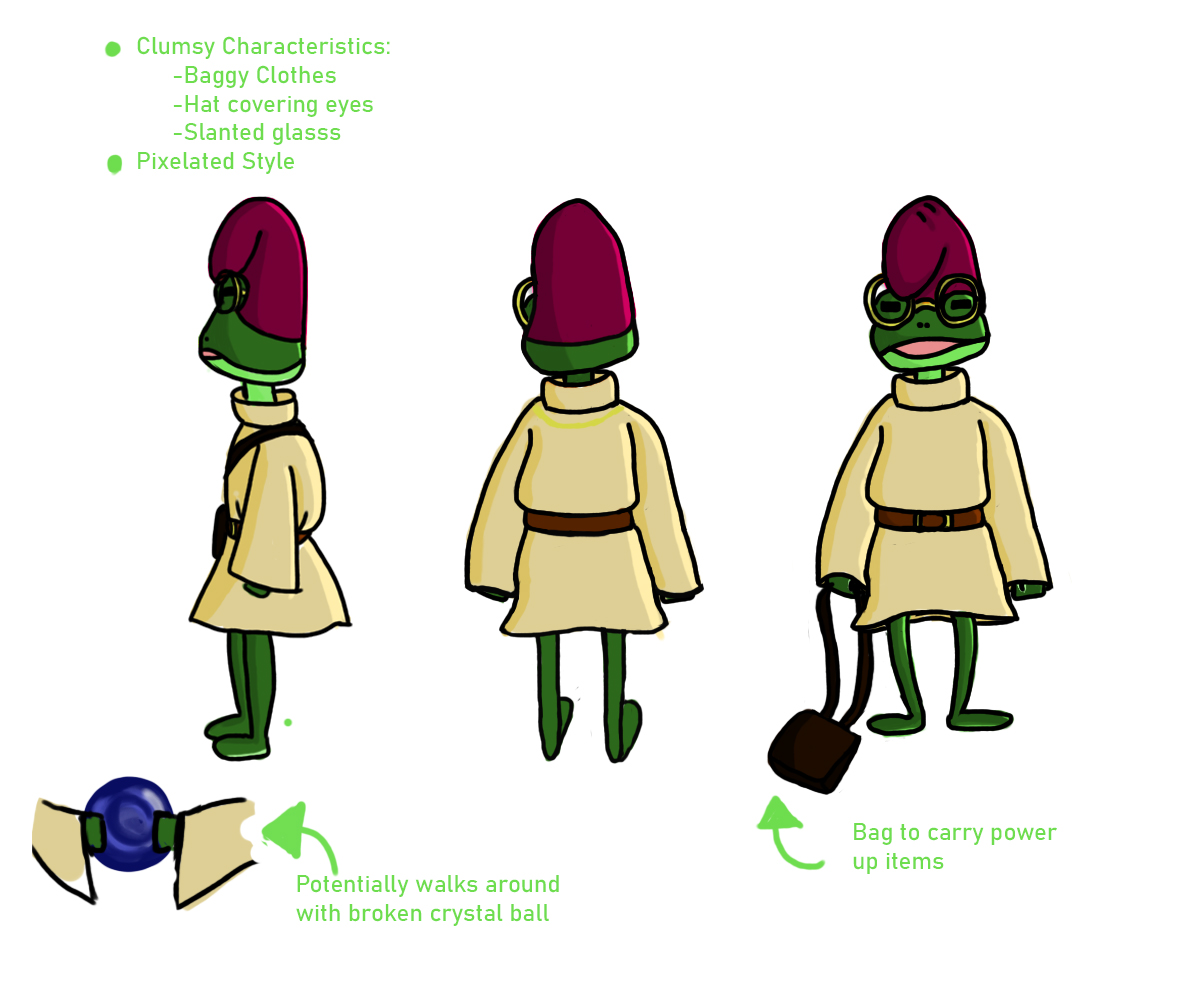 Clumsy Characteristics:
-Baggy Clothes
-Hat covering eyes
-Slanted glasss
Pixelated Style
Bag to carry power
up items
Potentially walks around
with broken crystal ball